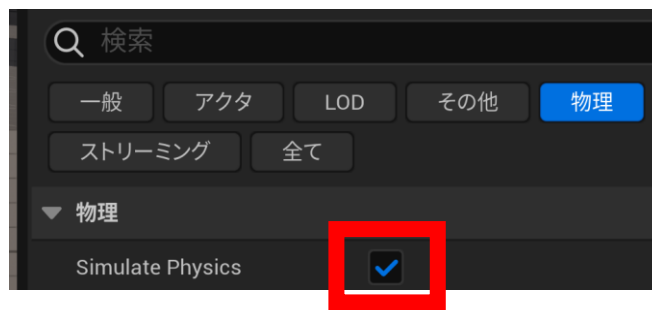 検索
一般 アクタ LOD その他 物理
ストリーミング 全て
物理
Simulate Physics